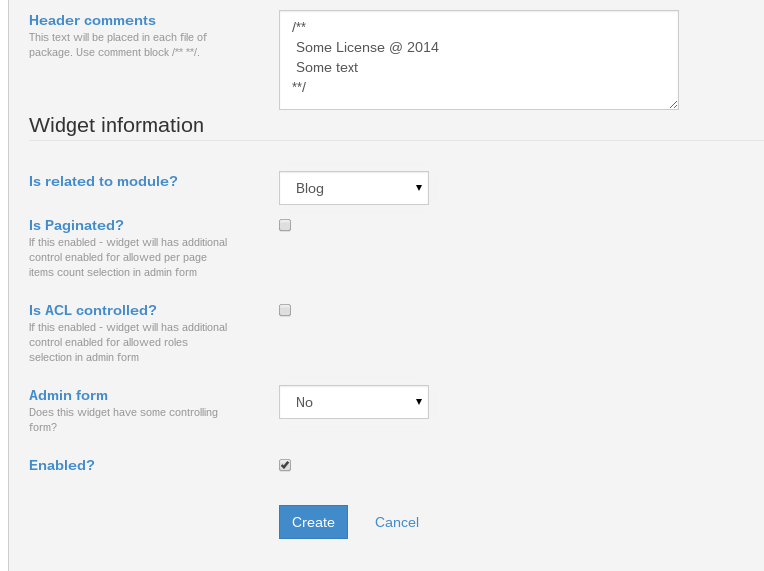 Header comments
This text will be placed in each file of
package. Use comment block /** **/.
/**
Some License @ 2014
Some text
**/
Widget information
Is related to module?
Blog
Is Paginated?
If this enabled - widget will has additional
control enabled for allowed per page
items count selection in admin form
Is ACL controlled?
If this enabled - widget will has additional
control enabled for allowed roles
selection in admin form
Admin form
No
Does this widget have some controlling
form?
Enabled?
Create
Cancel